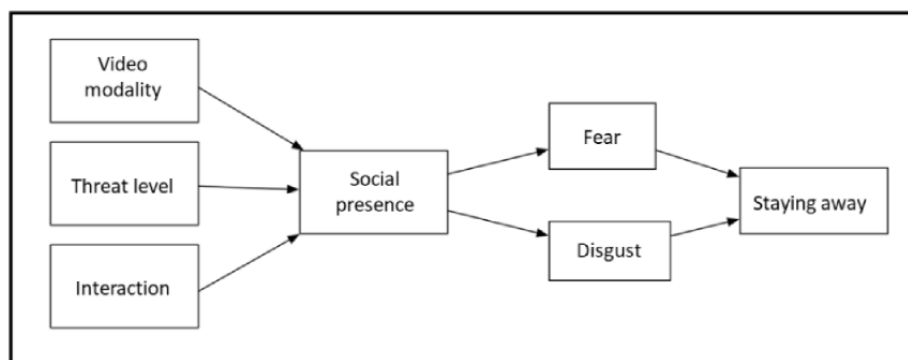 Video
modality
Threat level
Interaction
Social
presence
Fear
Disgust
Staying away